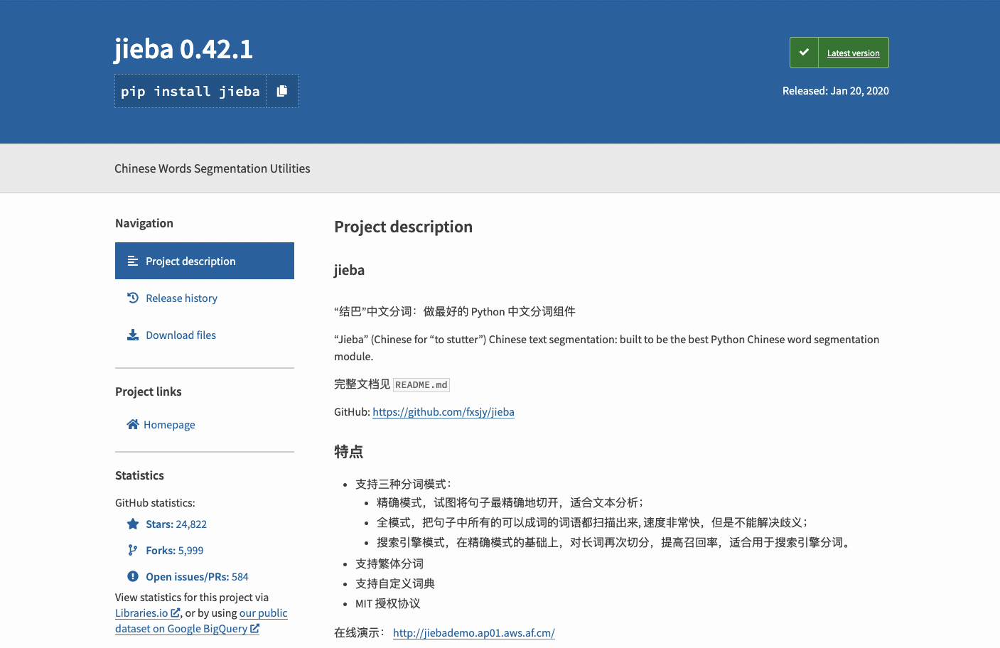 jieba 0.42.1
pip install jieba
Latest version
Released: Jan 20, 2020
Chinese Words Segmentation Utilities
Navigation
Project description
Release history
Download files
Project links
Homepage
Statistics
GitHub statistics:
Stars: 24,822
Forks: 5,999
Open issues/PRs: 584
View statistics for this project via
Libraries.io, or by using our public
dataset on Google BigQuery
Project description
jieba
“结巴”中文分词：做最好的 Python 中文分词组件
“Jieba” (Chinese for “to stutter”) Chinese text segmentation: built to be the best Python Chinese word segmentation
module.
完整文档见 README.md
GitHub: https://github.com/fxsjy/jieba
特点
支持三种分词模式：
精确模式，试图将句子最精确地切开，适合文本分析；
全模式，把句子中所有的可以成词的词语都扫描出来, 速度非常快，但是不能解决歧义；
搜索引擎模式，在精确模式的基础上，对长词再次切分，提高召回率，适合用于搜索引擎分词。
支持繁体分词
支持自定义词典
MIT 授权协议
在线演示： http://jiebademo.ap01.aws.af.cm/